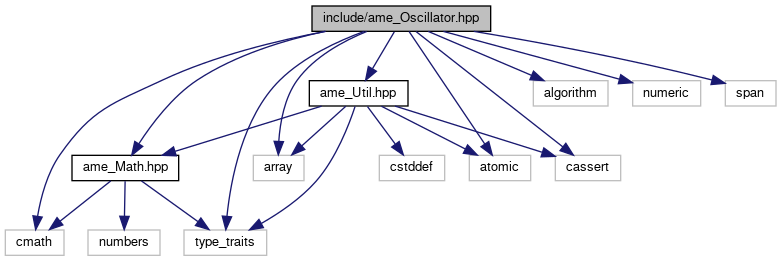 include/ame_Oscillator.hpp
ame_Util.hpp
algorithm
numeric
span
ame_Math.hpp
array
cstddef
atomic
cassert
cmath
numbers
type_traits